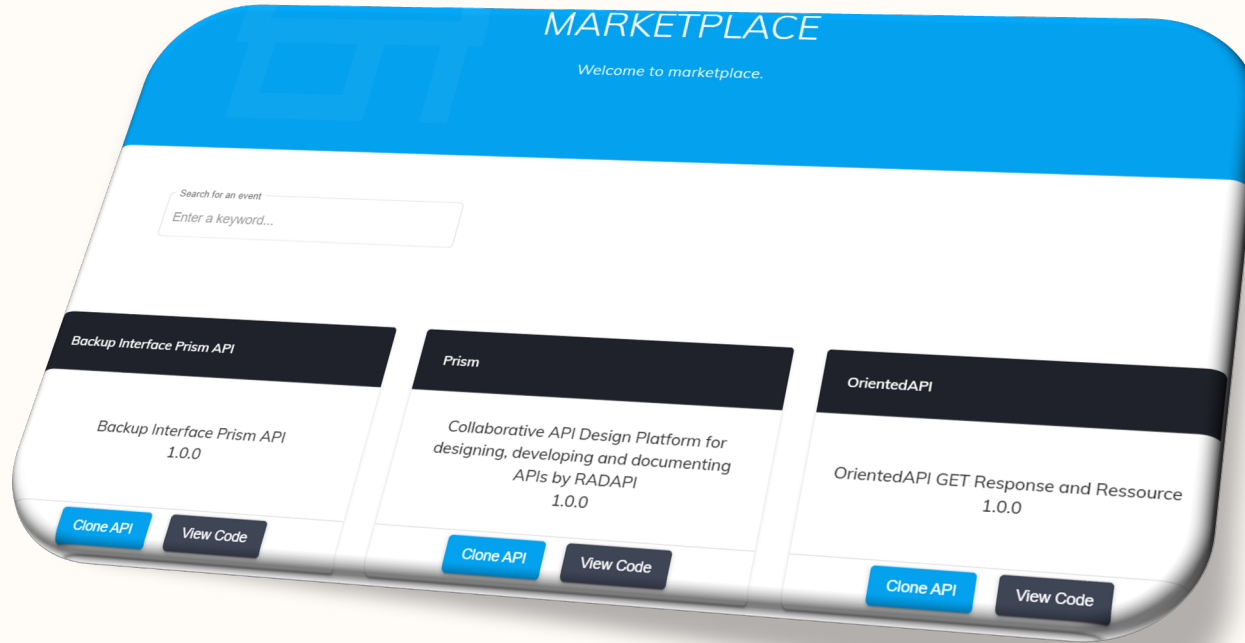 MARKETPLACE
Welcome to marketplace.
Search for an event
Enter a keyword...
Backup Interface Prism API
Backup Interface Prism API
1.0.0
Clone API
View Code
Prism
Collaborative API Design Platform for
designing, developing and documenting
APIs by RADAPI
1.0.0
Clone API
View Code
OrientedAPI
OrientedAPI GET Response and Ressource
1.0.0
Clone API
View Code